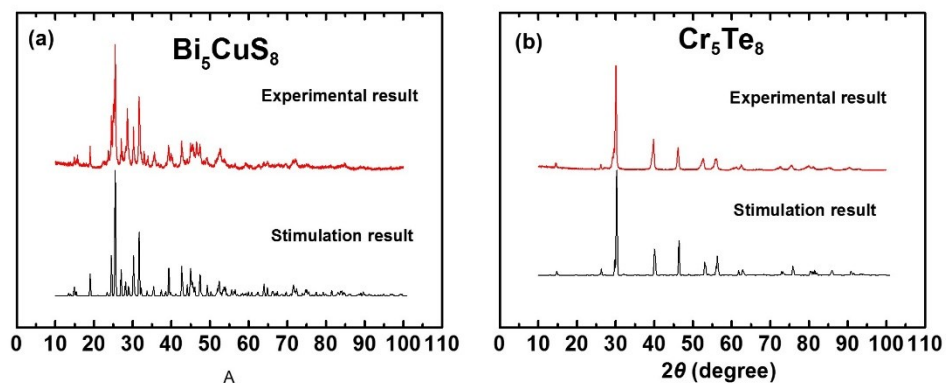 (a)
Bi₅CuS₈
Experimental result
Stimulation result
0 10 20 30 40 50 60 70 80 90 100 110
A
(b)
Cr₅Te₈
Experimental result
Stimulation result
0 10 20 30 40 50 60 70 80 90 100 110
2θ (degree)